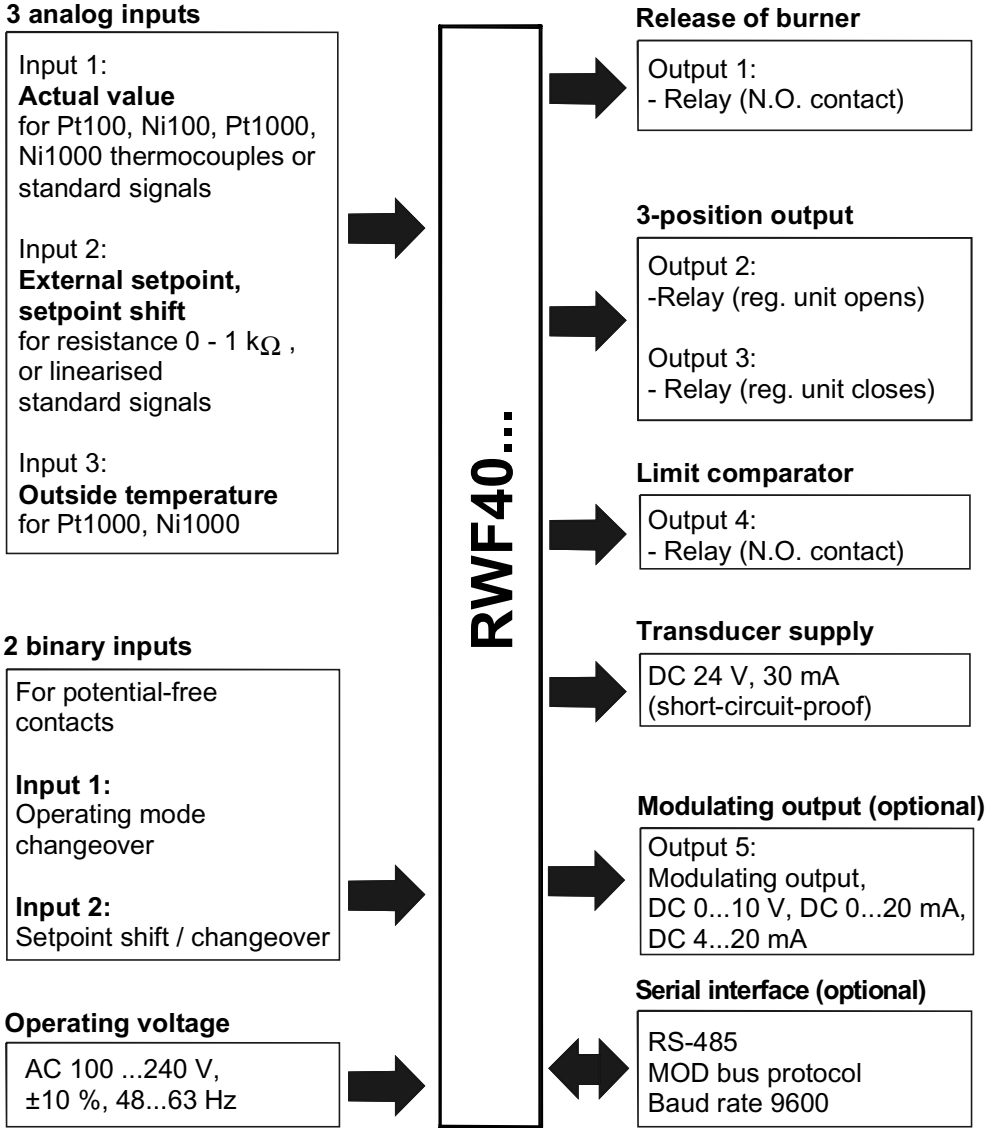 3 analog inputs
Input 1:
Actual value
for Pt100, Ni100, Pt1000,
Ni1000 thermocouples or
standard signals
Input 2:
External setpoint,
setpoint shift
for resistance 0 - 1 kΩ ,
or linearised
standard signals
Input 3:
Outside temperature
for Pt1000, Ni1000
2 binary inputs
For potential-free
contacts
Input 1:
Operating mode
changeover
Input 2:
Setpoint shift / changeover
Operating voltage
AC 100 ...240 V,
±10 %, 48...63 Hz
RWF40...
Release of burner
Output 1:
- Relay (N.O. contact)
3-position output
Output 2:
-Relay (reg. unit opens)
Output 3:
- Relay (reg. unit closes)
Limit comparator
Output 4:
- Relay (N.O. contact)
Transducer supply
DC 24 V, 30 mA
(short-circuit-proof)
Modulating output (optional)
Output 5:
Modulating output,
DC 0...10 V, DC 0...20 mA,
DC 4...20 mA
Serial interface (optional)
RS-485
MOD bus protocol
Baud rate 9600